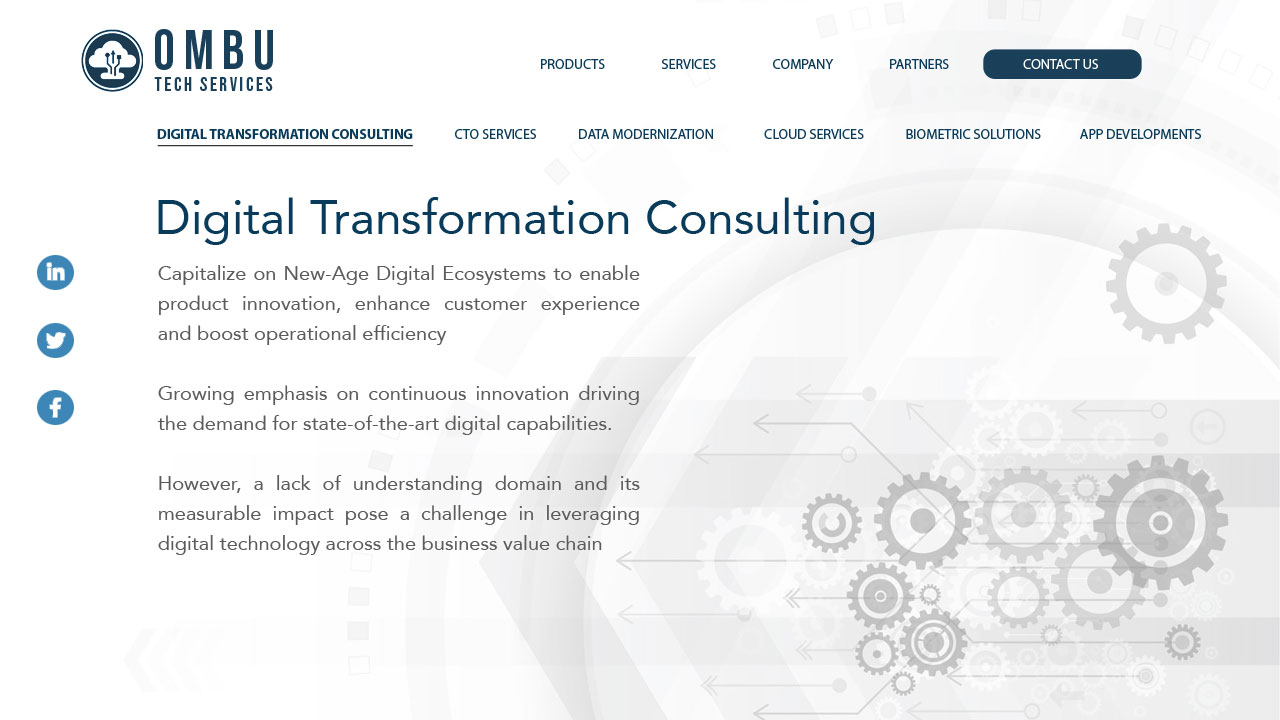 OMBU
TECH SERVICES
PRODUCTS SERVICES COMPANY PARTNERS CONTACT US
DIGITAL TRANSFORMATION CONSULTING CTO SERVICES DATA MODERNIZATION CLOUD SERVICES BIOMETRIC SOLUTIONS APP DEVELOPMENTS
Digital Transformation Consulting
Capitalize on New-Age Digital Ecosystems to enable
product innovation, enhance customer experience
and boost operational efficiency
Growing emphasis on continuous innovation driving
the demand for state-of-the-art digital capabilities.
However, a lack of understanding domain and its
measurable impact pose a challenge in leveraging
digital technology across the business value chain